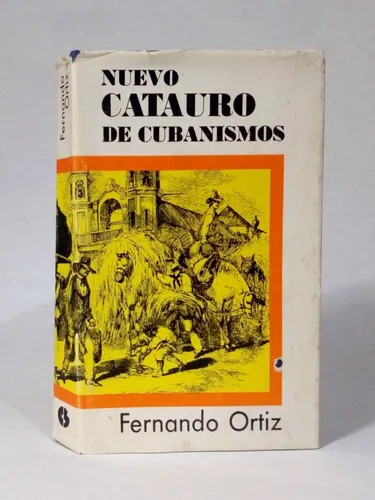 NUEVO
CATAURO
DE CUBANISMOS
Fernando Ortiz
Fernando
Ortiz